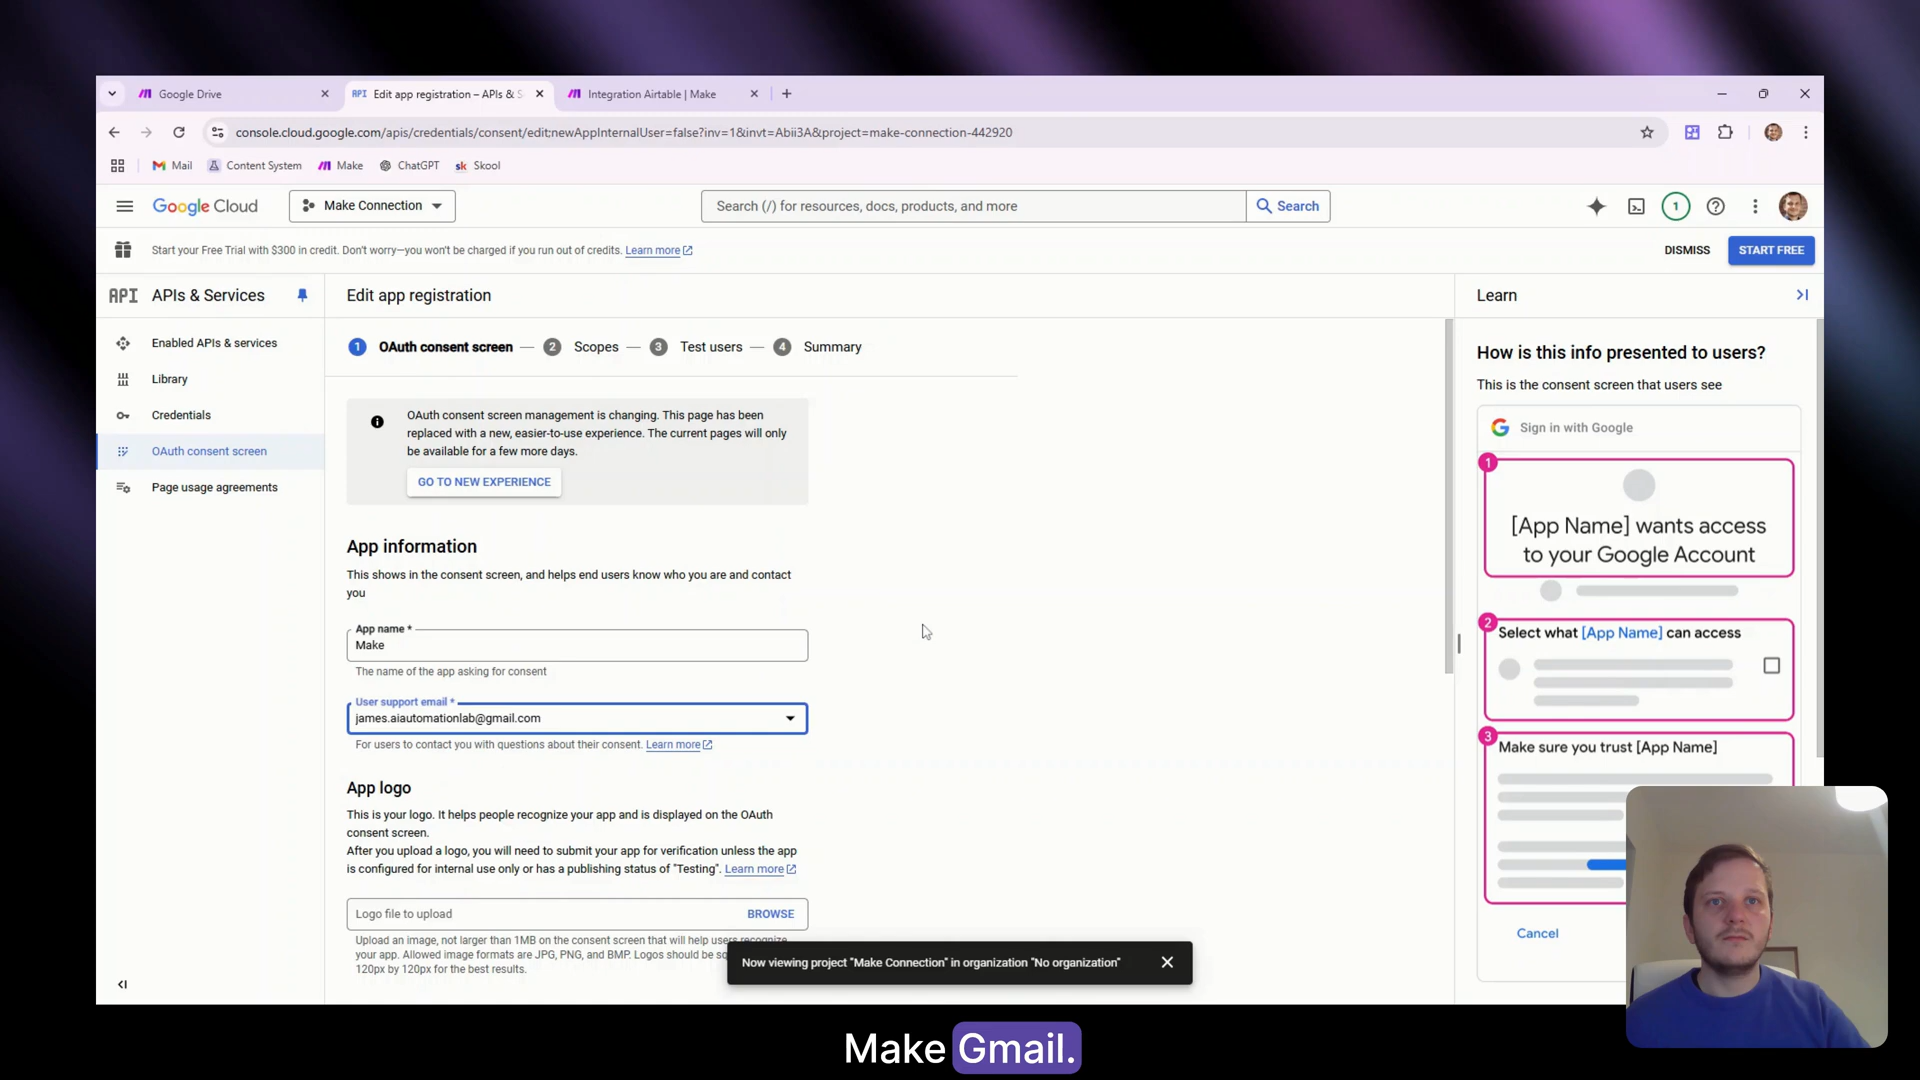 Google Drive
API Edit app registration – APIs & S
Integration Airtable | Make
console.cloud.google.com/apis/credentials/consent/edit;newAppInternalUser=false?inv=1&invt=Abii3A&project=make-connection-442920
Mail
Content System
Make
ChatGPT
sk Skool
Google Cloud
Make Connection
Search (/) for resources, docs, products, and more
Search
1
Start your Free Trial with $300 in credit. Don't worry—you won't be charged if you run out of credits. Learn more
DISMISS
START FREE
API APIs & Services
Enabled APIs & services
Library
Credentials
OAuth consent screen
Page usage agreements
Edit app registration
1 OAuth consent screen — 2 Scopes — 3 Test users — 4 Summary
OAuth consent screen management is changing. This page has been
replaced with a new, easier-to-use experience. The current pages will only
be available for a few more days.
GO TO NEW EXPERIENCE
App information
This shows in the consent screen, and helps end users know who you are and contact
you
App name *
Make
The name of the app asking for consent
User support email *
james.aiautomationlab@gmail.com
For users to contact you with questions about their consent. Learn more
App logo
This is your logo. It helps people recognize your app and is displayed on the OAuth
consent screen.
After you upload a logo, you will need to submit your app for verification unless the app
is configured for internal use only or has a publishing status of "Testing". Learn more
Logo file to upload
BROWSE
Upload an image, not larger than 1MB on the consent screen that will help users recognize
your app. Allowed image formats are JPG, PNG, and BMP. Logos should be
120px by 120px for the best results.
Now viewing project "Make Connection" in organization "No organization"
Learn
How is this info presented to users?
This is the consent screen that users see
Sign in with Google
1
[App Name] wants access
to your Google Account
2
Select what [App Name] can access
3
Make sure you trust [App Name]
Cancel
Make Gmail.